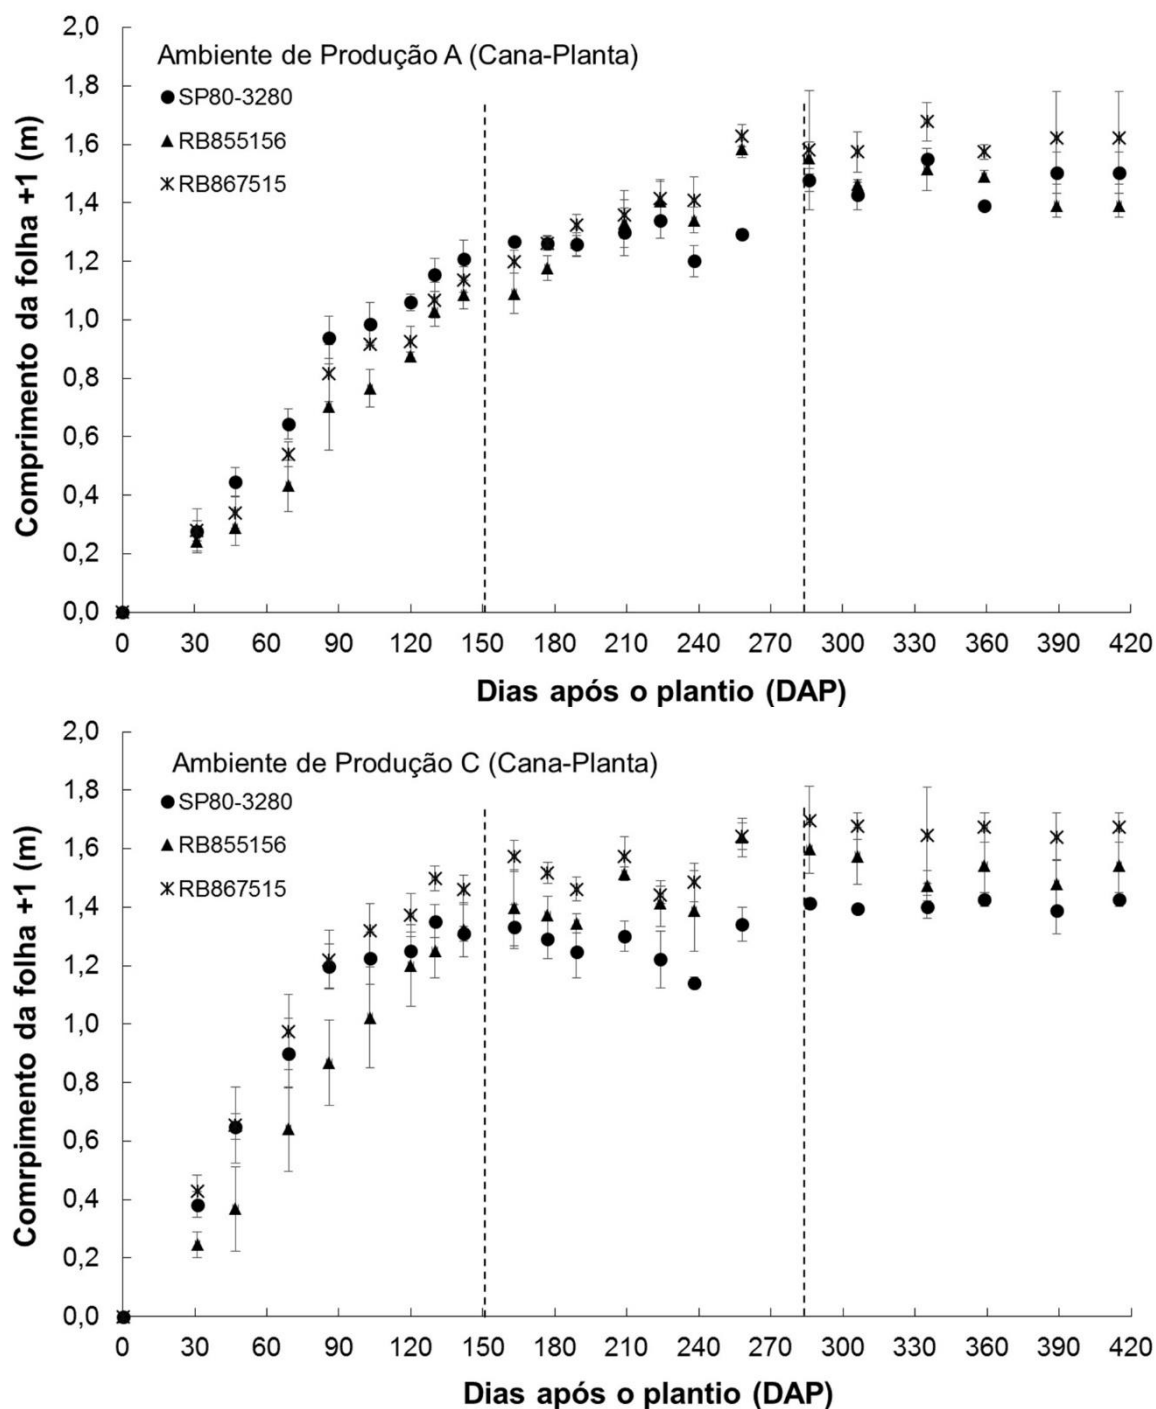 2,0
Ambiente de Produção A (Cana-Planta)
1,8
SP80-3280
1,6
RB855156
RB867515
1,4
1,2
1,0
0,8
0,6
0,4
0,2
0,0
Comprimento da folha +1 (m)
0 30 60 90 120 150 180 210 240 270 300 330 360 390 420
Dias após o plantio (DAP)
2,0
Ambiente de Produção C (Cana-Planta)
1,8
SP80-3280
1,6
RB855156
RB867515
1,4
1,2
1,0
0,8
0,6
0,4
0,2
0,0
Comrpimento da folha +1 (m)
0 30 60 90 120 150 180 210 240 270 300 330 360 390 420
Dias após o plantio (DAP)